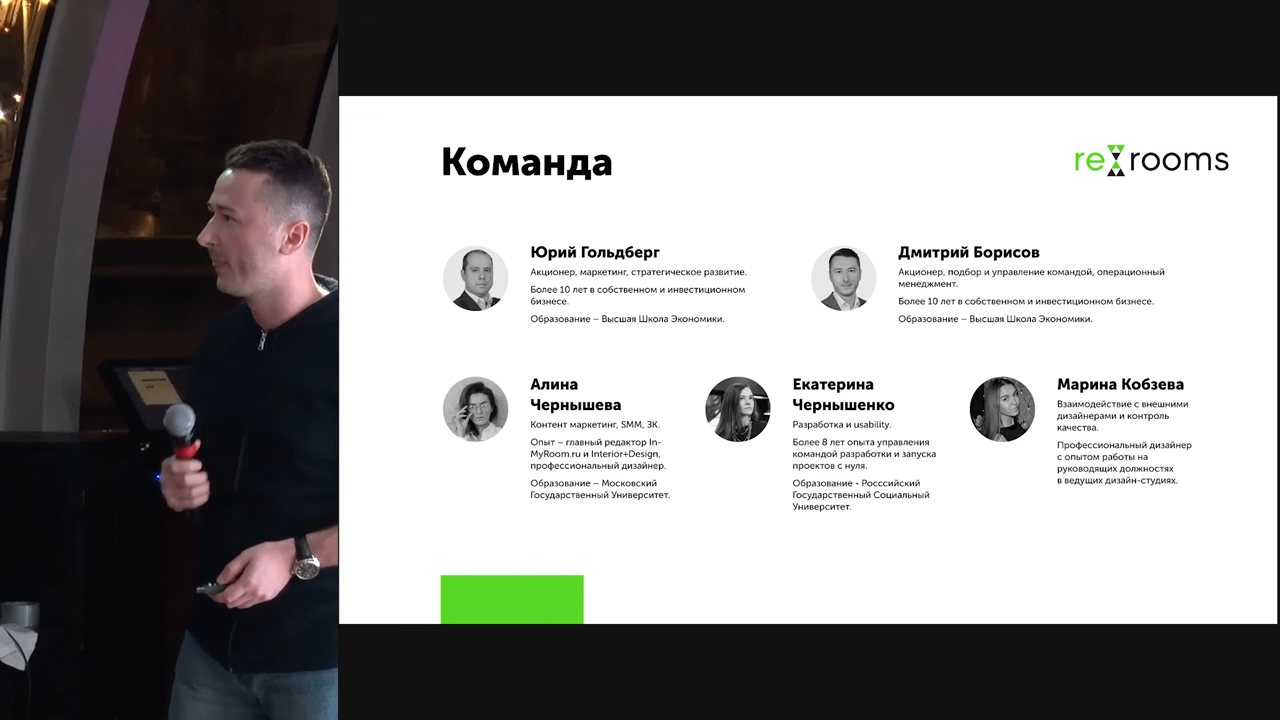 Команда
re rooms
Юрий Гольдберг
Акционер, маркетинг, стратегическое развитие.
Более 10 лет в собственном и инвестиционном
бизнесе.
Образование – Высшая Школа Экономики.
Дмитрий Борисов
Акционер, подбор и управление командой, операционный
менеджмент.
Более 10 лет в собственном и инвестиционном бизнесе.
Образование – Высшая Школа Экономики.
Алина
Чернышева
Контент маркетинг, SMM, ЗК.
Опыт – главный редактор In-
MyRoom.ru и Interior+Design,
профессиональный дизайнер.
Образование – Московский
Государственный Университет.
Екатерина
Чернышенко
Разработка и usability.
Более 8 лет опыта управления
командой разработки и запуска
проектов с нуля.
Образование - Росссийский
Государственный Социальный
Университет.
Марина Кобзева
Взаимодействие с внешними
дизайнерами и контроль
качества.
Профессиональный дизайнер
с опытом работы на
руководящих должностях
в ведущих дизайн-студиях.